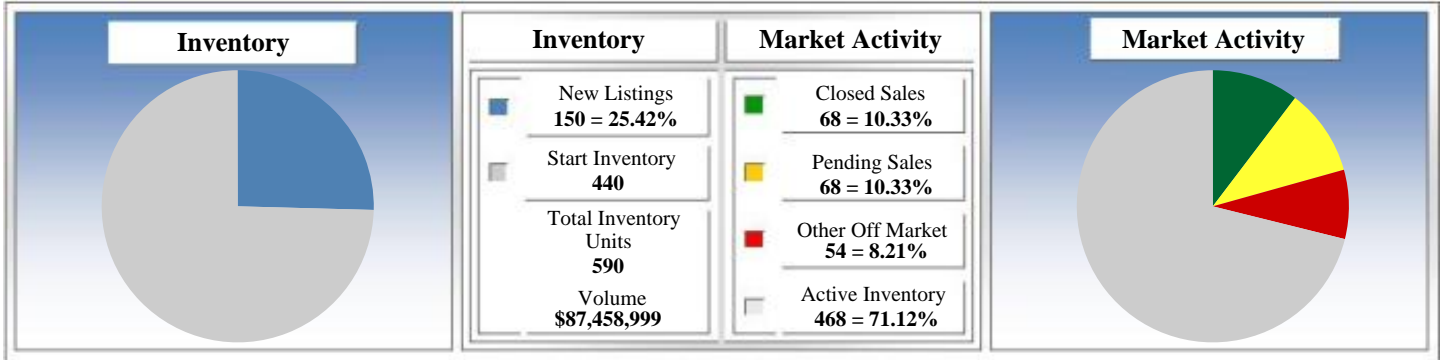 Inventory
Inventory
Market Activity
New Listings
150 = 25.42%
Start Inventory
440
Total Inventory
Units
590
Volume
$87,458,999
Closed Sales
68 = 10.33%
Pending Sales
68 = 10.33%
Other Off Market
54 = 8.21%
Active Inventory
468 = 71.12%
Market Activity